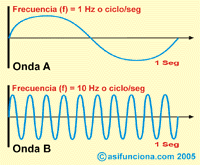 Frecuencia (f) = 1 Hz o ciclo/seg
1 Seg
Onda A
Frecuencia (f) = 10 Hz o ciclo/seg
1 Seg
Onda B
©asifunciona.com 2005